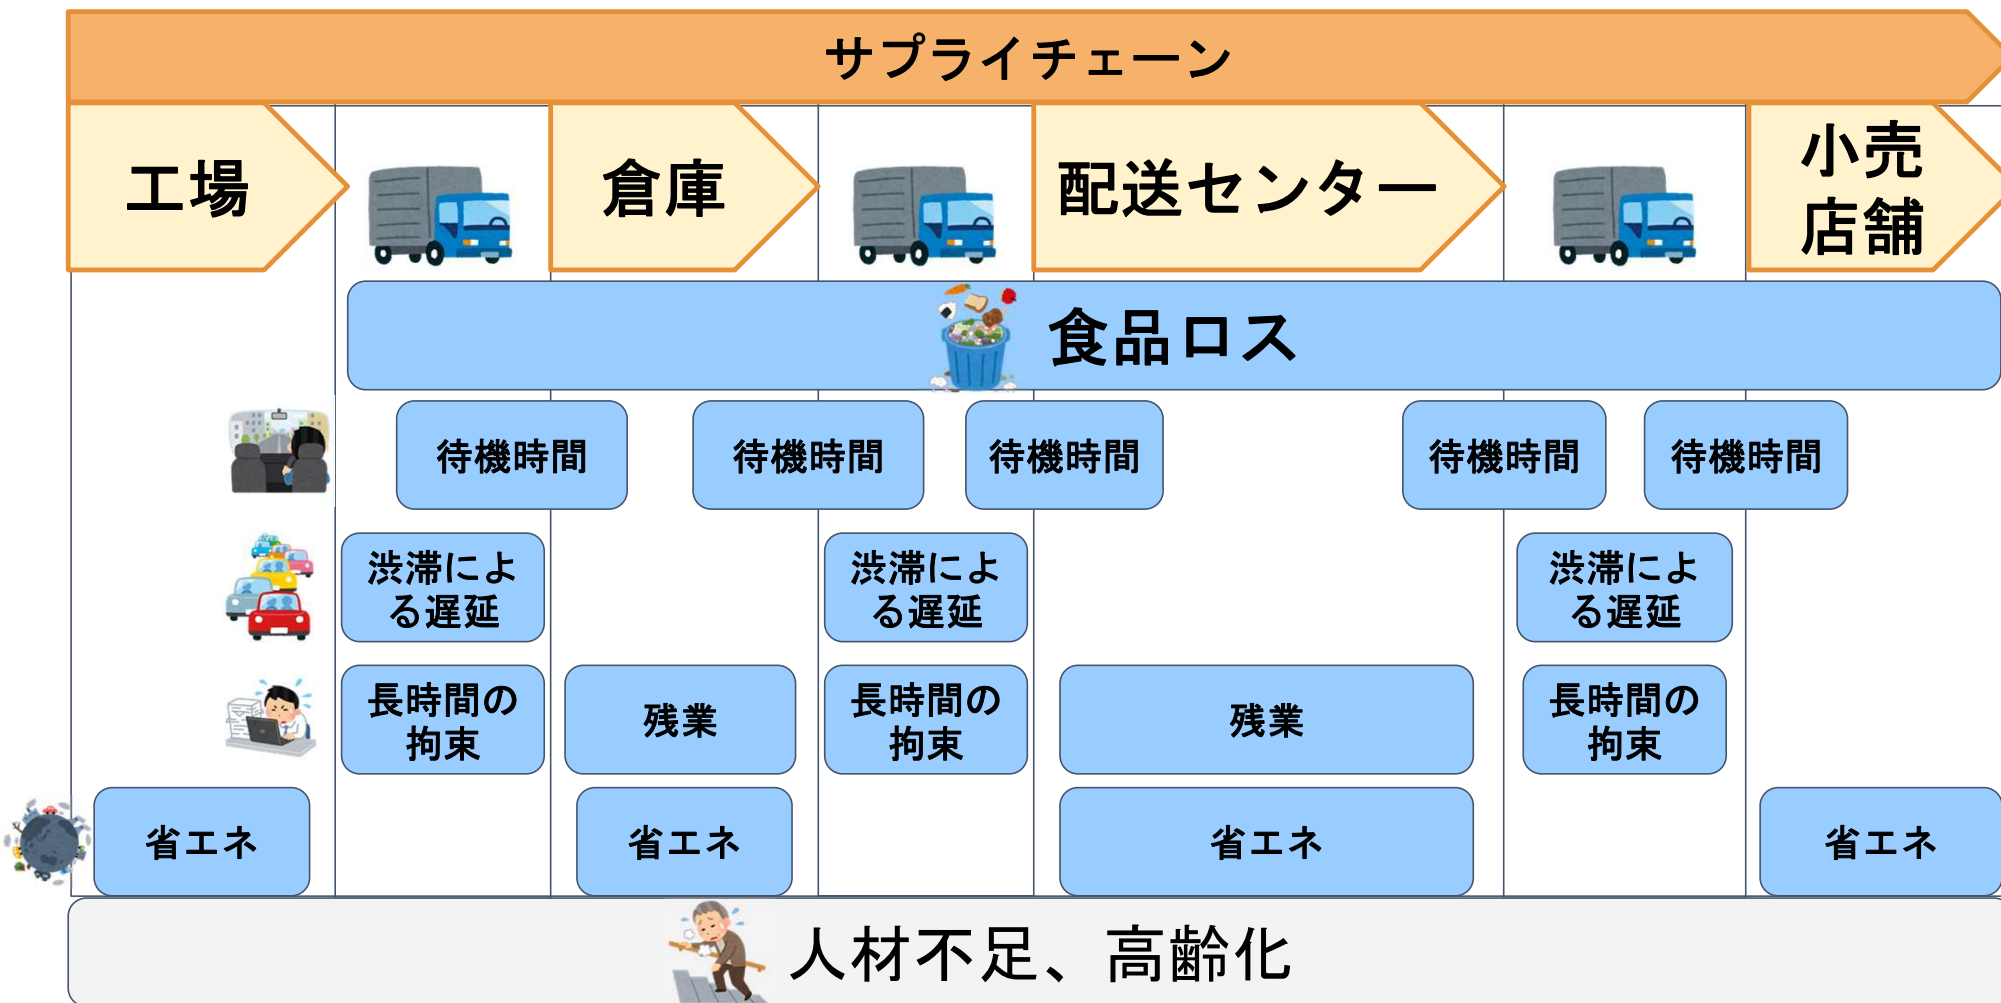 サプライチェーン
工場
倉庫
配送センター
小売
店舗
食品ロス
待機時間
待機時間
待機時間
待機時間
待機時間
渋滞によ
る遅延
渋滞によ
る遅延
渋滞によ
る遅延
長時間の
拘束
残業
長時間の
拘束
残業
長時間の
拘束
省エネ
省エネ
省エネ
省エネ
人材不足、高齢化